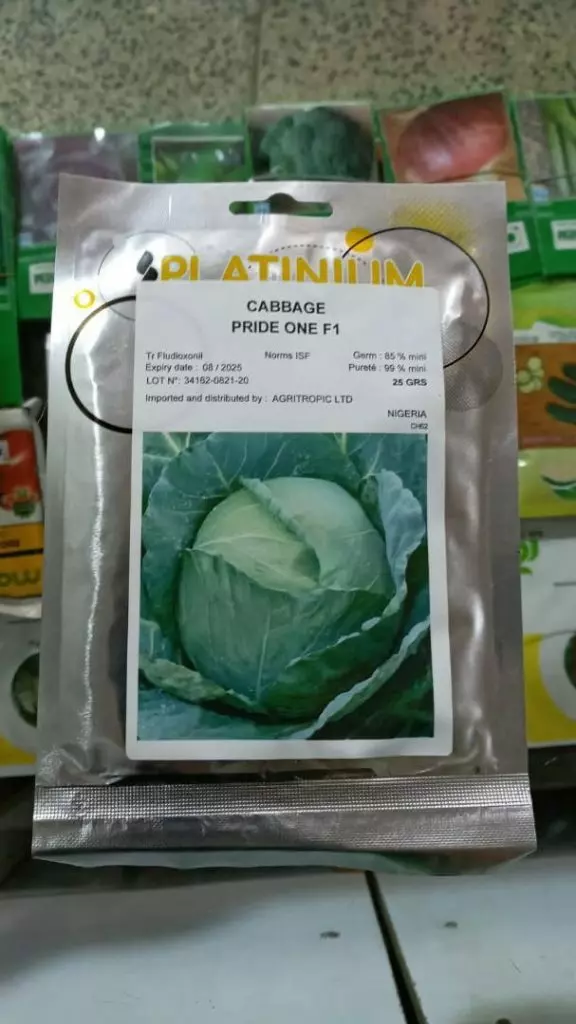 PLATINIUM
CABBAGE
PRIDE ONE F1
Tr Fludioxonil Norms ISF Germ : 85 % mini
Expiry date : 08 / 2025 Pureté : 99 % mini
LOT N°: 34162-0821-20 25 GRS
Imported and distributed by : AGRITROPIC LTD
NIGERIA
CH62